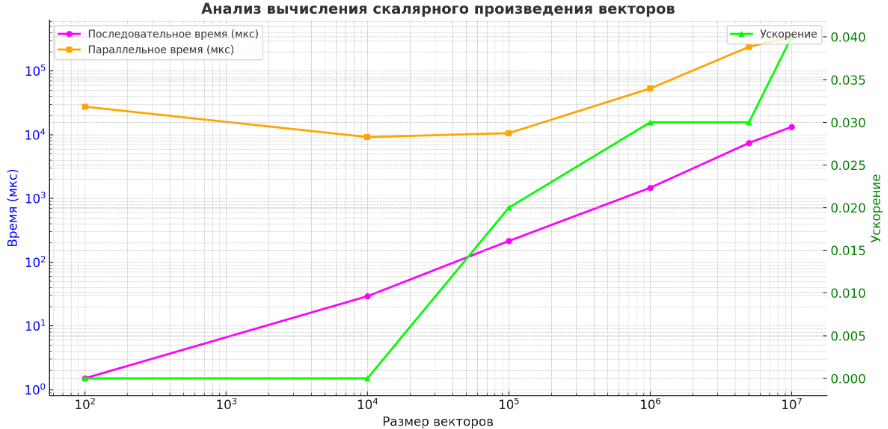 Анализ вычисления скалярного произведения векторов
Последовательное время (мкс)
Параллельное время (мкс)
Ускорение
10⁵
10⁴
10³
10²
10¹
10⁰
Время (мкс)
0.040
0.035
0.030
0.025
0.020
0.015
0.010
0.005
0.000
Ускорение
10² 10³ 10⁴ 10⁵ 10⁶ 10⁷
Размер векторов